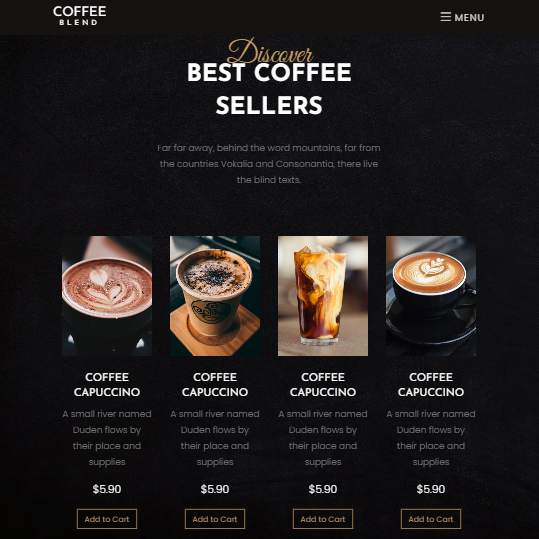 COFFEE
BLEND
MENU
Discover
BEST COFFEE
SELLERS
Far far away, behind the word mountains, far from
the countries Vokalia and Consonantia, there live
the blind texts.
COFFEE
CAPUCCINO
A small river named
Duden flows by
their place and
supplies
$5.90
Add to Cart
COFFEE
CAPUCCINO
A small river named
Duden flows by
their place and
supplies
$5.90
Add to Cart
COFFEE
CAPUCCINO
A small river named
Duden flows by
their place and
supplies
$5.90
Add to Cart
COFFEE
CAPUCCINO
A small river named
Duden flows by
their place and
supplies
$5.90
Add to Cart